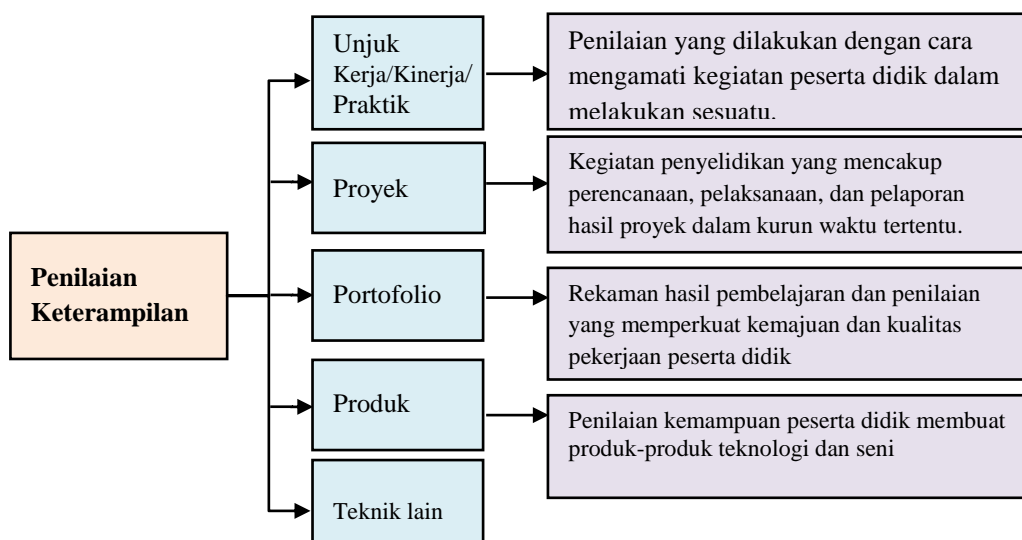 Penilaian
Keterampilan
Unjuk
Kerja/Kinerja/
Praktik
Penilaian yang dilakukan dengan cara
mengamati kegiatan peserta didik dalam
melakukan sesuatu.
Proyek
Kegiatan penyelidikan yang mencakup
perencanaan, pelaksanaan, dan pelaporan
hasil proyek dalam kurun waktu tertentu.
Portofolio
Rekaman hasil pembelajaran dan penilaian
yang memperkuat kemajuan dan kualitas
pekerjaan peserta didik
Produk
Penilaian kemampuan peserta didik membuat
produk-produk teknologi dan seni
Teknik lain